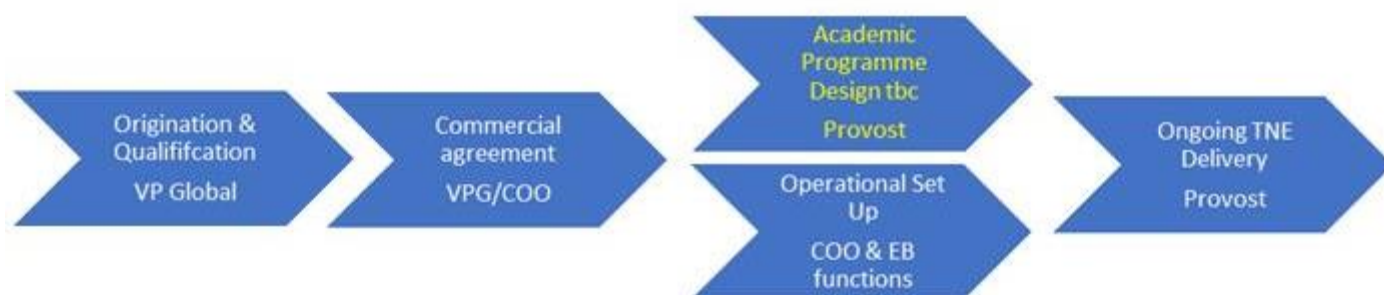 Origination &
Qualififcation
VP Global
Commercial
agreement
VPG/COO
Academic
Programme
Design tbc
Provost
Operational Set
Up
COO & EB
functions
Ongoing TNE
Delivery
Provost